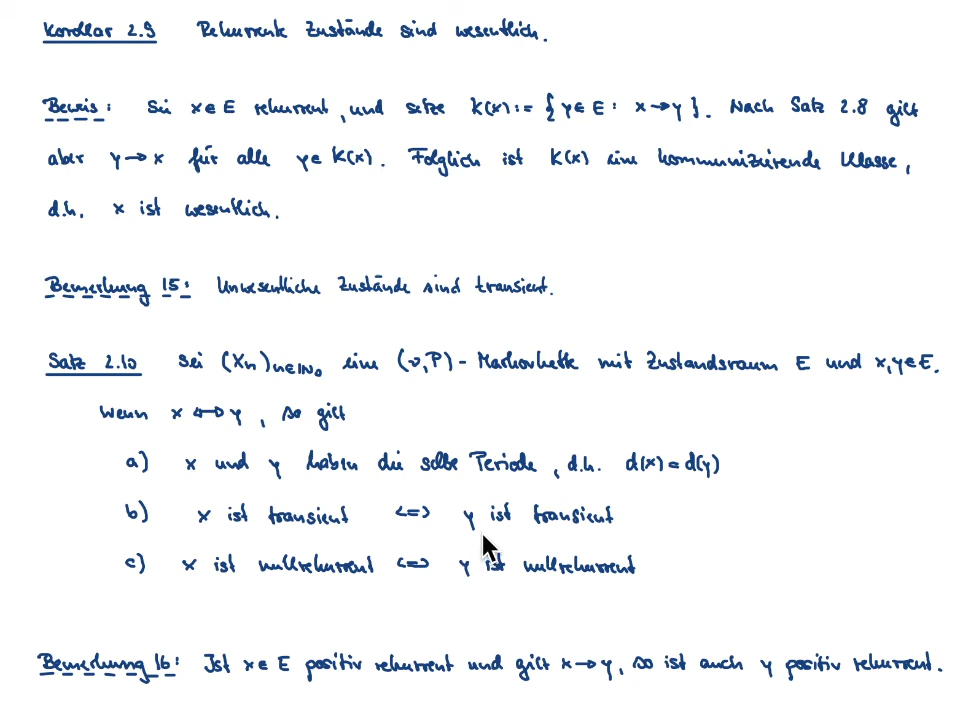 Korollar 2.9 Rekurrente Zustände sind wesentlich.
Beweis: Sei x∈E rekurrent, und setze K(x):= {y∈E: x→y}. Nach Satz 2.8 gilt
aber y→x für alle y∈K(x). Folglich ist K(x) eine kommunizierende Klasse,
d.h. x ist wesentlich.
Bemerkung 15: Unwesentliche Zustände sind transient.
Satz 2.10 Sei (Xn)n∈ℕ₀ eine (ν,P)-Markovkette mit Zustandsraum E und x,y∈E.
Wenn x ↔ y, so gilt
a) x und y haben die selbe Periode, d.h. d(x)=d(y)
b) x ist transient <=> y ist transient
c) x ist nullrekurrent <=> y ist nullrekurrent
Bemerkung 16: Ist x∈E positiv rekurrent und gilt x→y, so ist auch y positiv rekurrent.